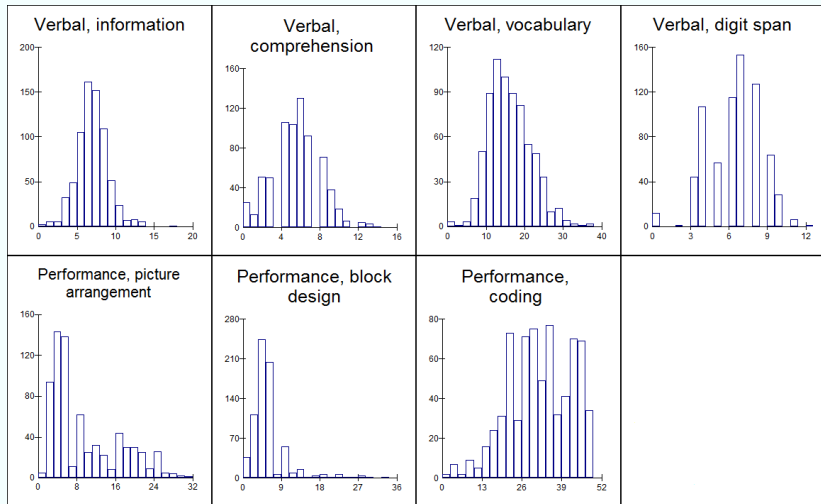 Verbal, information
200
150
100
50
0
0 5 10 15 20
Verbal,
comprehension
160
120
80
40
0
0 4 8 12 16
Verbal, vocabulary
120
90
60
30
0
0 10 20 30 40
Verbal, digit span
160
120
80
40
0
0 3 6 9 12
Performance, picture
arrangement
160
120
80
40
0
0 8 16 24 32
Performance, block
design
280
210
140
70
0
0 9 18 27 36
Performance,
coding
80
60
40
20
0
0 13 26 39 52